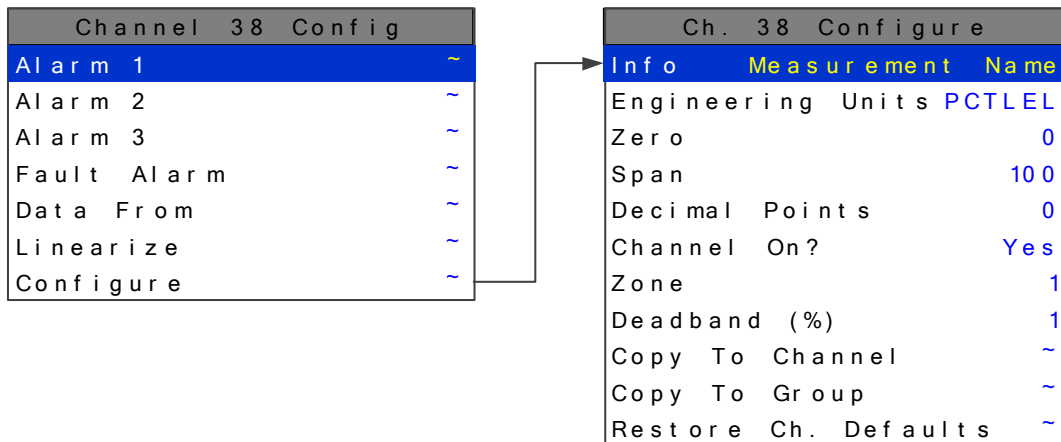 Channel 38 Config
Alarm 1 ~
Alarm 2 ~
Alarm 3 ~
Fault Alarm ~
Data From ~
Linearize ~
Configure ~
Ch. 38 Configure
Info Measurement Name
Engineering Units PCTLEL
Zero 0
Span 100
Decimal Points 0
Channel On? Yes
Zone 1
Deadband (%) 1
Copy To Channel ~
Copy To Group ~
Restore Ch. Defaults ~